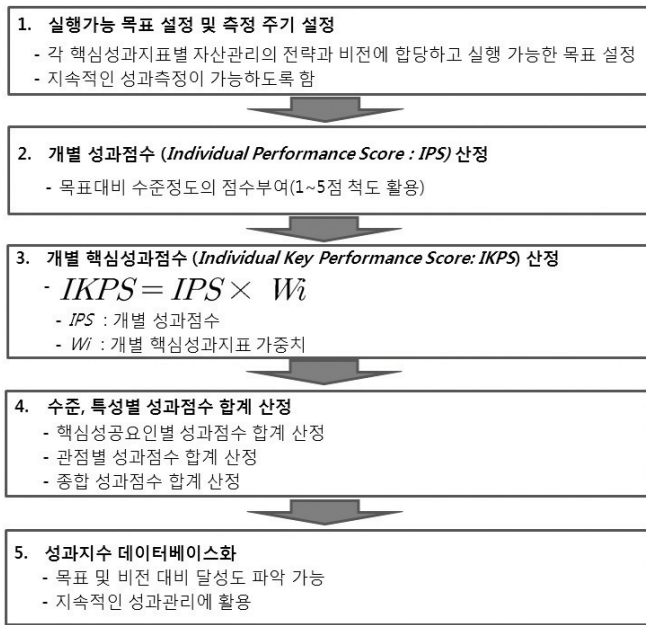 1. 실행가능 목표 설정 및 측정 주기 설정
- 각 핵심성과지표별 자산관리의 전략과 비전에 합당하고 실행 가능한 목표 설정
- 지속적인 성과측정이 가능하도록 함
2. 개별 성과점수 (Individual Performance Score : IPS) 산정
- 목표대비 수준정도의 점수부여(1~5점 척도 활용)
3. 개별 핵심성과점수 (Individual Key Performance Score: IKPS) 산정
- IKPS = IPS × Wi
- IPS : 개별 성과점수
- Wi : 개별 핵심성과지표 가중치
4. 수준, 특성별 성과점수 합계 산정
- 핵심성공요인별 성과점수 합계 산정
- 관점별 성과점수 합계 산정
- 종합 성과점수 합계 산정
5. 성과지수 데이터베이스화
- 목표 및 비전 대비 달성도 파악 가능
- 지속적인 성과관리에 활용